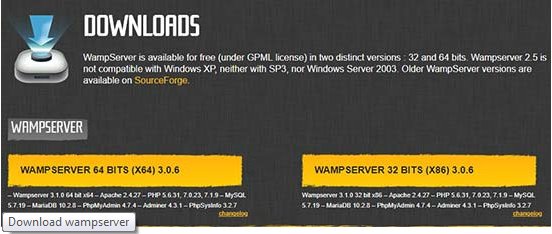 DOWNLOADS
WampServer is available for free (under GPML license) in two distinct versions : 32 and 64 bits. Wampserver 2.5 is
not compatible with Windows XP, neither with SP3, nor Windows Server 2003. Older WampServer versions are
available on SourceForge.
WAMPSERVER
WAMPSERVER 64 BITS (X64) 3.0.6
– Wampserver 3.1.0 64 bit x64 – Apache 2.4.27 – PHP 5.6.31, 7.0.23, 7.1.9 – MySQL
5.7.19 – MariaDB 10.2.8 – PhpMyAdmin 4.7.4 – Adminer 4.3.1 – PhpSysInfo 3.2.7
changelog
WAMPSERVER 32 BITS (X86) 3.0.6
– Wampserver 3.1.0 32 bit x86 – Apache 2.4.27 – PHP 5.6.31, 7.0.23, 7.1.9 – MySQL
5.7.19 – MariaDB 10.2.8 – PhpMyAdmin 4.7.4 – Adminer 4.3.1 – PhpSysInfo 3.2.7
changelog
Download wampserver